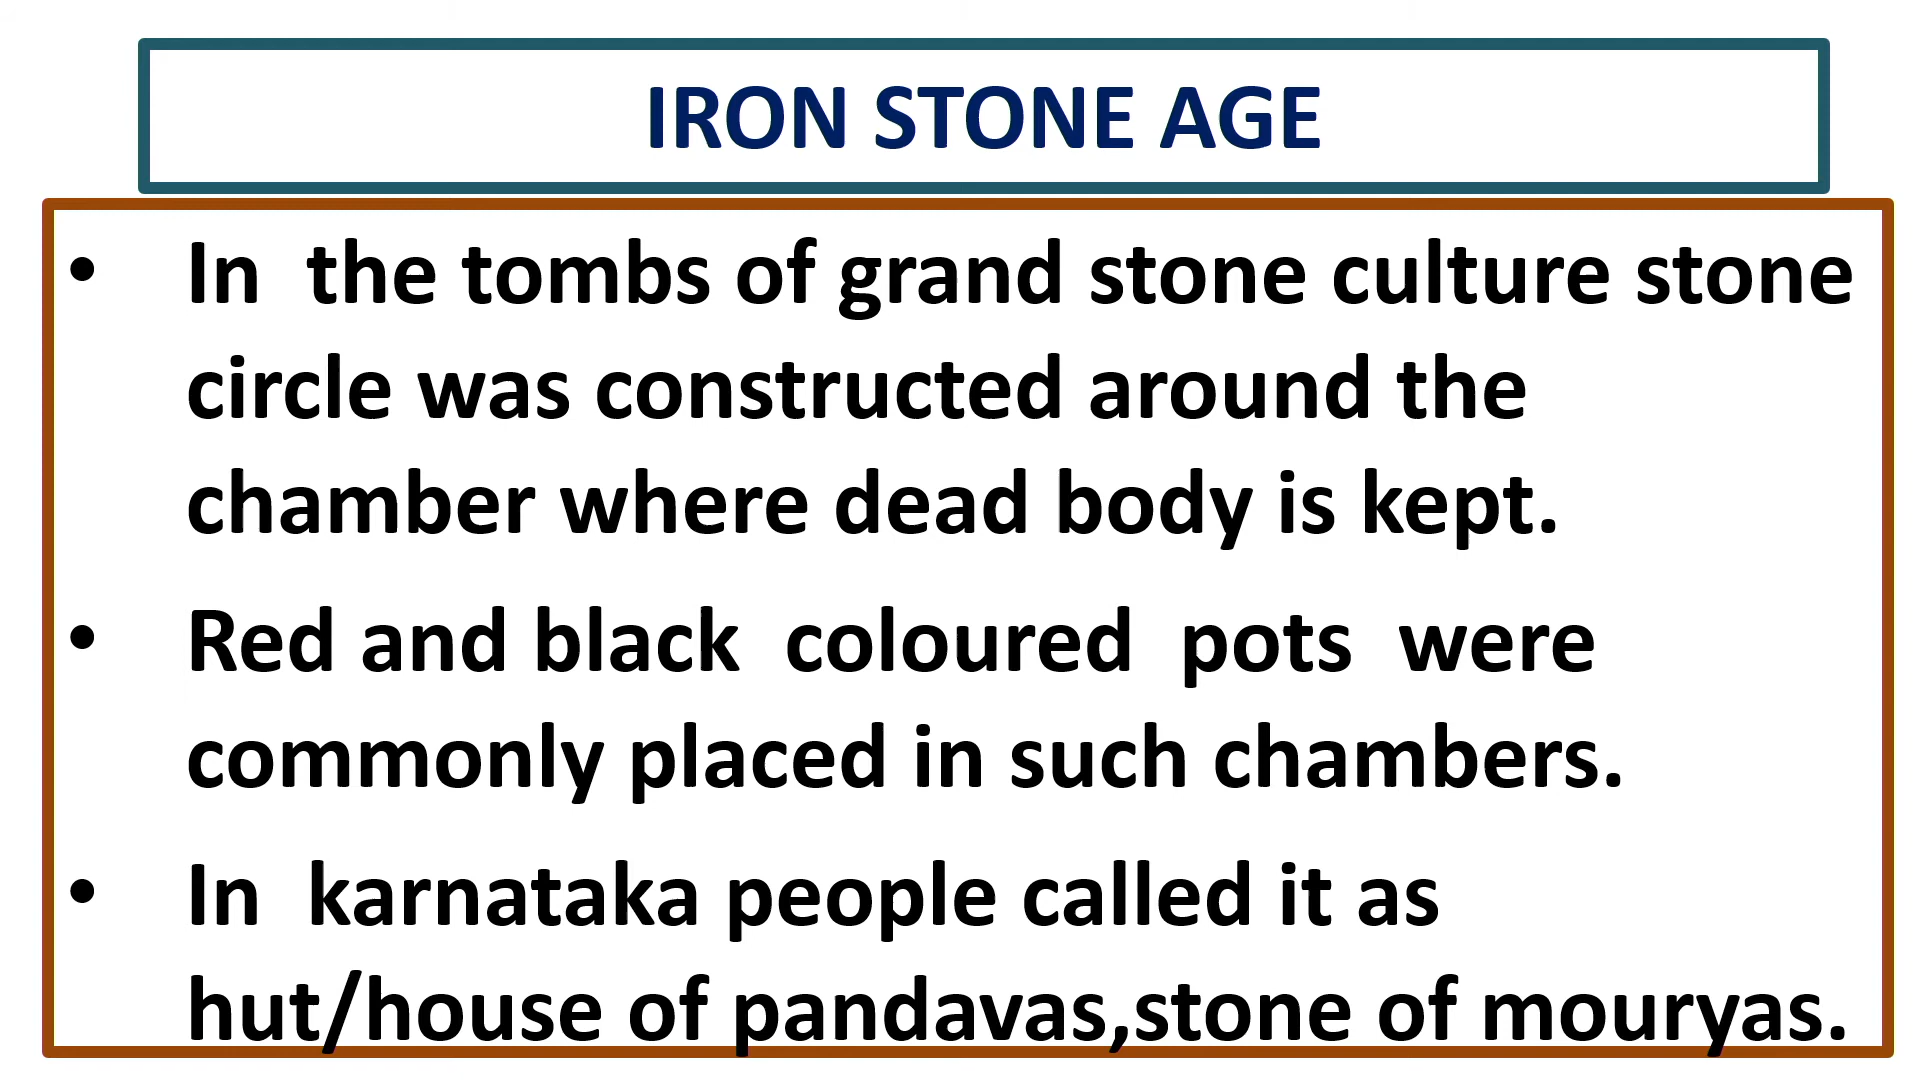 IRON STONE AGE
• In  the tombs of grand stone culture stone
circle was constructed around the
chamber where dead body is kept.
• Red and black  coloured  pots  were
commonly placed in such chambers.
• In  karnataka people called it as
hut/house of pandavas,stone of mouryas.